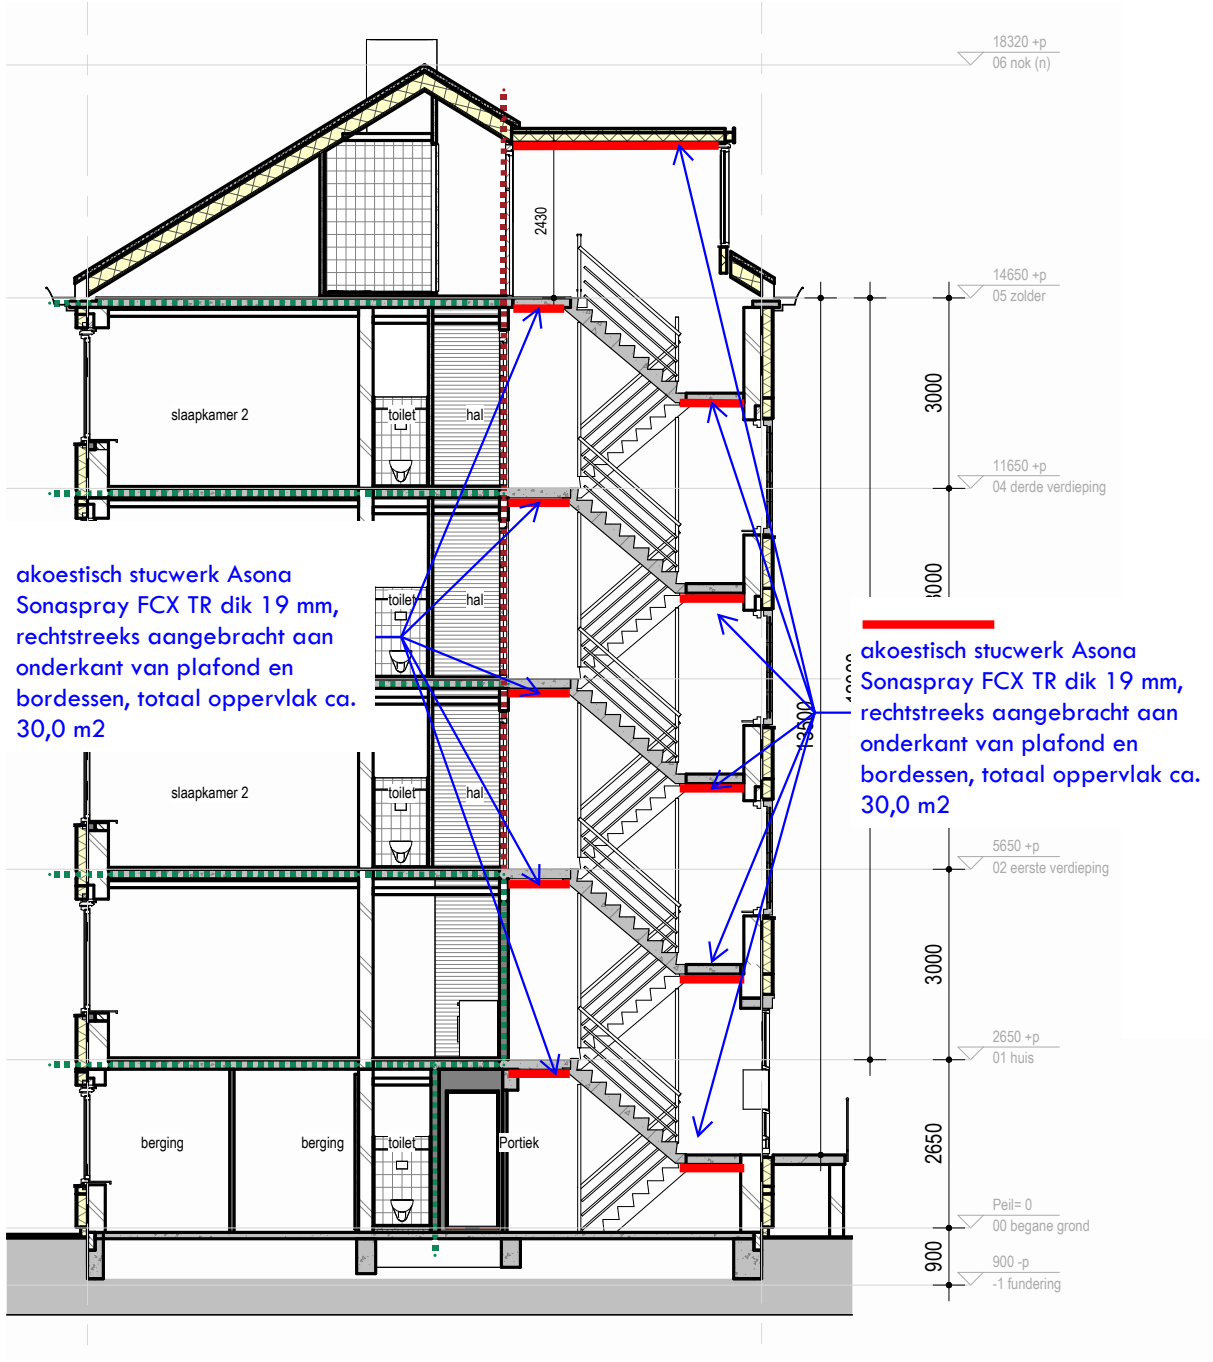 18320 +p
06 nok (n)
2430
14650 +p
05 zolder
3000
slaapkamer 2
toilet
hal
11650 +p
04 derde verdieping
akoestisch stucwerk Asona
Sonaspray FCX TR dik 19 mm,
rechtstreeks aangebracht aan
onderkant van plafond en
bordessen, totaal oppervlak ca.
30,0 m2
toilet
hal
akoestisch stucwerk Asona
Sonaspray FCX TR dik 19 mm,
rechtstreeks aangebracht aan
onderkant van plafond en
bordessen, totaal oppervlak ca.
30,0 m2
13500
slaapkamer 2
toilet
hal
5650 +p
02 eerste verdieping
3000
2650 +p
01 huis
berging
berging
toilet
Portiek
2650
Peil= 0
00 begane grond
900
900 -p
-1 fundering